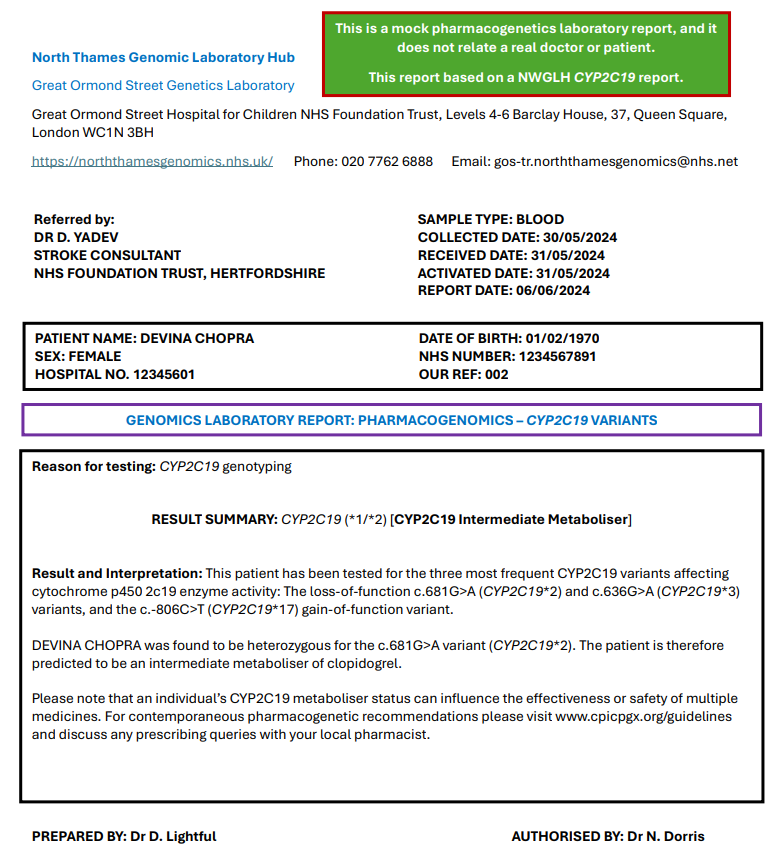 This is a mock pharmacogenetics laboratory report, and it
does not relate a real doctor or patient.
This report based on a NWGLH CYP2C19 report.
North Thames Genomic Laboratory Hub
Great Ormond Street Genetics Laboratory
Great Ormond Street Hospital for Children NHS Foundation Trust, Levels 4-6 Barclay House, 37, Queen Square,
London WC1N 3BH
https://norththamesgenomics.nhs.uk/ Phone: 020 7762 6888 Email: gos-tr.norththamesgenomics@nhs.net
Referred by:
DR D. YADEV
STROKE CONSULTANT
NHS FOUNDATION TRUST, HERTFORDSHIRE
SAMPLE TYPE: BLOOD
COLLECTED DATE: 30/05/2024
RECEIVED DATE: 31/05/2024
ACTIVATED DATE: 31/05/2024
REPORT DATE: 06/06/2024
PATIENT NAME: DEVINA CHOPRA
SEX: FEMALE
HOSPITAL NO. 12345601
DATE OF BIRTH: 01/02/1970
NHS NUMBER: 1234567891
OUR REF: 002
GENOMICS LABORATORY REPORT: PHARMACOGENOMICS – CYP2C19 VARIANTS
Reason for testing: CYP2C19 genotyping
RESULT SUMMARY: CYP2C19 (*1/*2) [CYP2C19 Intermediate Metaboliser]
Result and Interpretation: This patient has been tested for the three most frequent CYP2C19 variants affecting
cytochrome p450 2c19 enzyme activity: The loss-of-function c.681G>A (CYP2C19*2) and c.636G>A (CYP2C19*3)
variants, and the c.-806C>T (CYP2C19*17) gain-of-function variant.
DEVINA CHOPRA was found to be heterozygous for the c.681G>A variant (CYP2C19*2). The patient is therefore
predicted to be an intermediate metaboliser of clopidogrel.
Please note that an individual’s CYP2C19 metaboliser status can influence the effectiveness or safety of multiple
medicines. For contemporaneous pharmacogenetic recommendations please visit www.cpicpgx.org/guidelines
and discuss any prescribing queries with your local pharmacist.
PREPARED BY: Dr D. Lightful
AUTHORISED BY: Dr N. Dorris